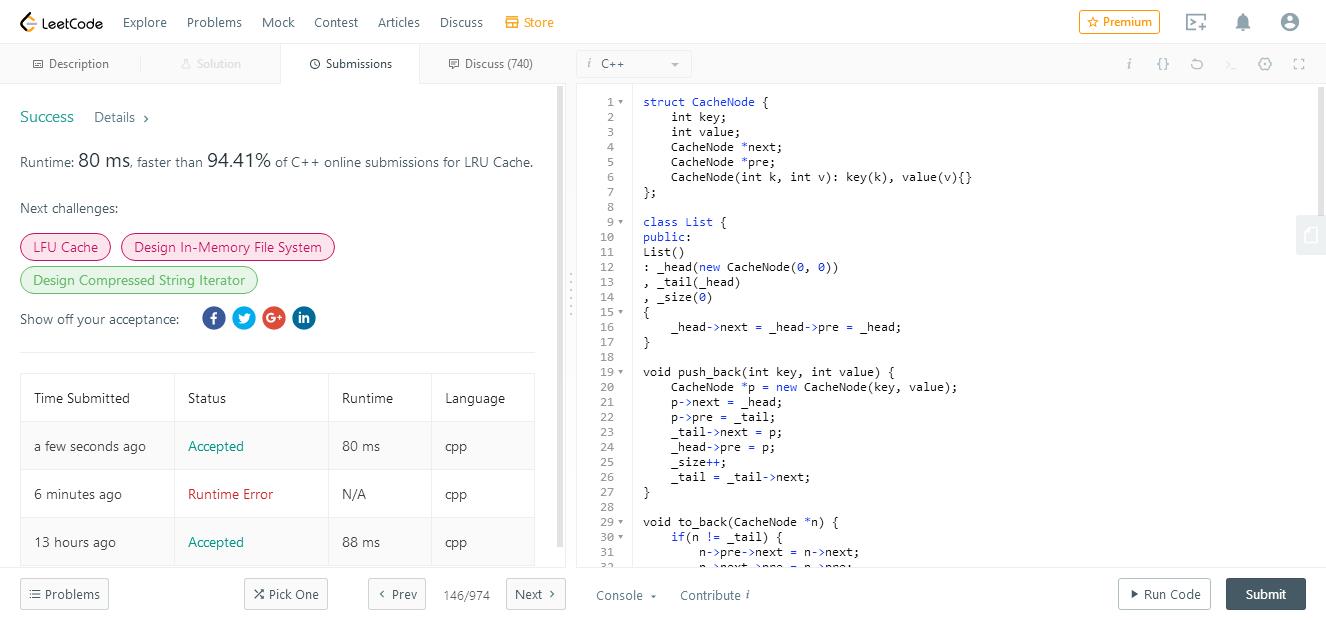 LeetCode Explore Problems Mock Contest Articles Discuss Store Premium
Description Solution Submissions Discuss (740) i C++ i {}
Success Details
Runtime: 80 ms, faster than 94.41% of C++ online submissions for LRU Cache.
Next challenges:
LFU Cache Design In-Memory File System
Design Compressed String Iterator
Show off your acceptance: f G+ in
Time Submitted Status Runtime Language
a few seconds ago Accepted 80 ms cpp
6 minutes ago Runtime Error N/A cpp
13 hours ago Accepted 88 ms cpp
1 struct CacheNode {
2 int key;
3 int value;
4 CacheNode *next;
5 CacheNode *pre;
6 CacheNode(int k, int v): key(k), value(v){}
7 };
8
9 class List {
10 public:
11 List()
12 : _head(new CacheNode(0, 0))
13 , _tail(_head)
14 , _size(0)
15 {
16 _head->next = _head->pre = _head;
17 }
18
19 void push_back(int key, int value) {
20 CacheNode *p = new CacheNode(key, value);
21 p->next = _head;
22 p->pre = _tail;
23 _tail->next = p;
24 _head->pre = p;
25 _size++;
26 _tail = _tail->next;
27 }
28
29 void to_back(CacheNode *n) {
30 if(n != _tail) {
31 n->pre->next = n->next;
32 n->next->pre = n->pre;
Problems Pick One Prev 146/974 Next Console Contribute i Run Code Submit